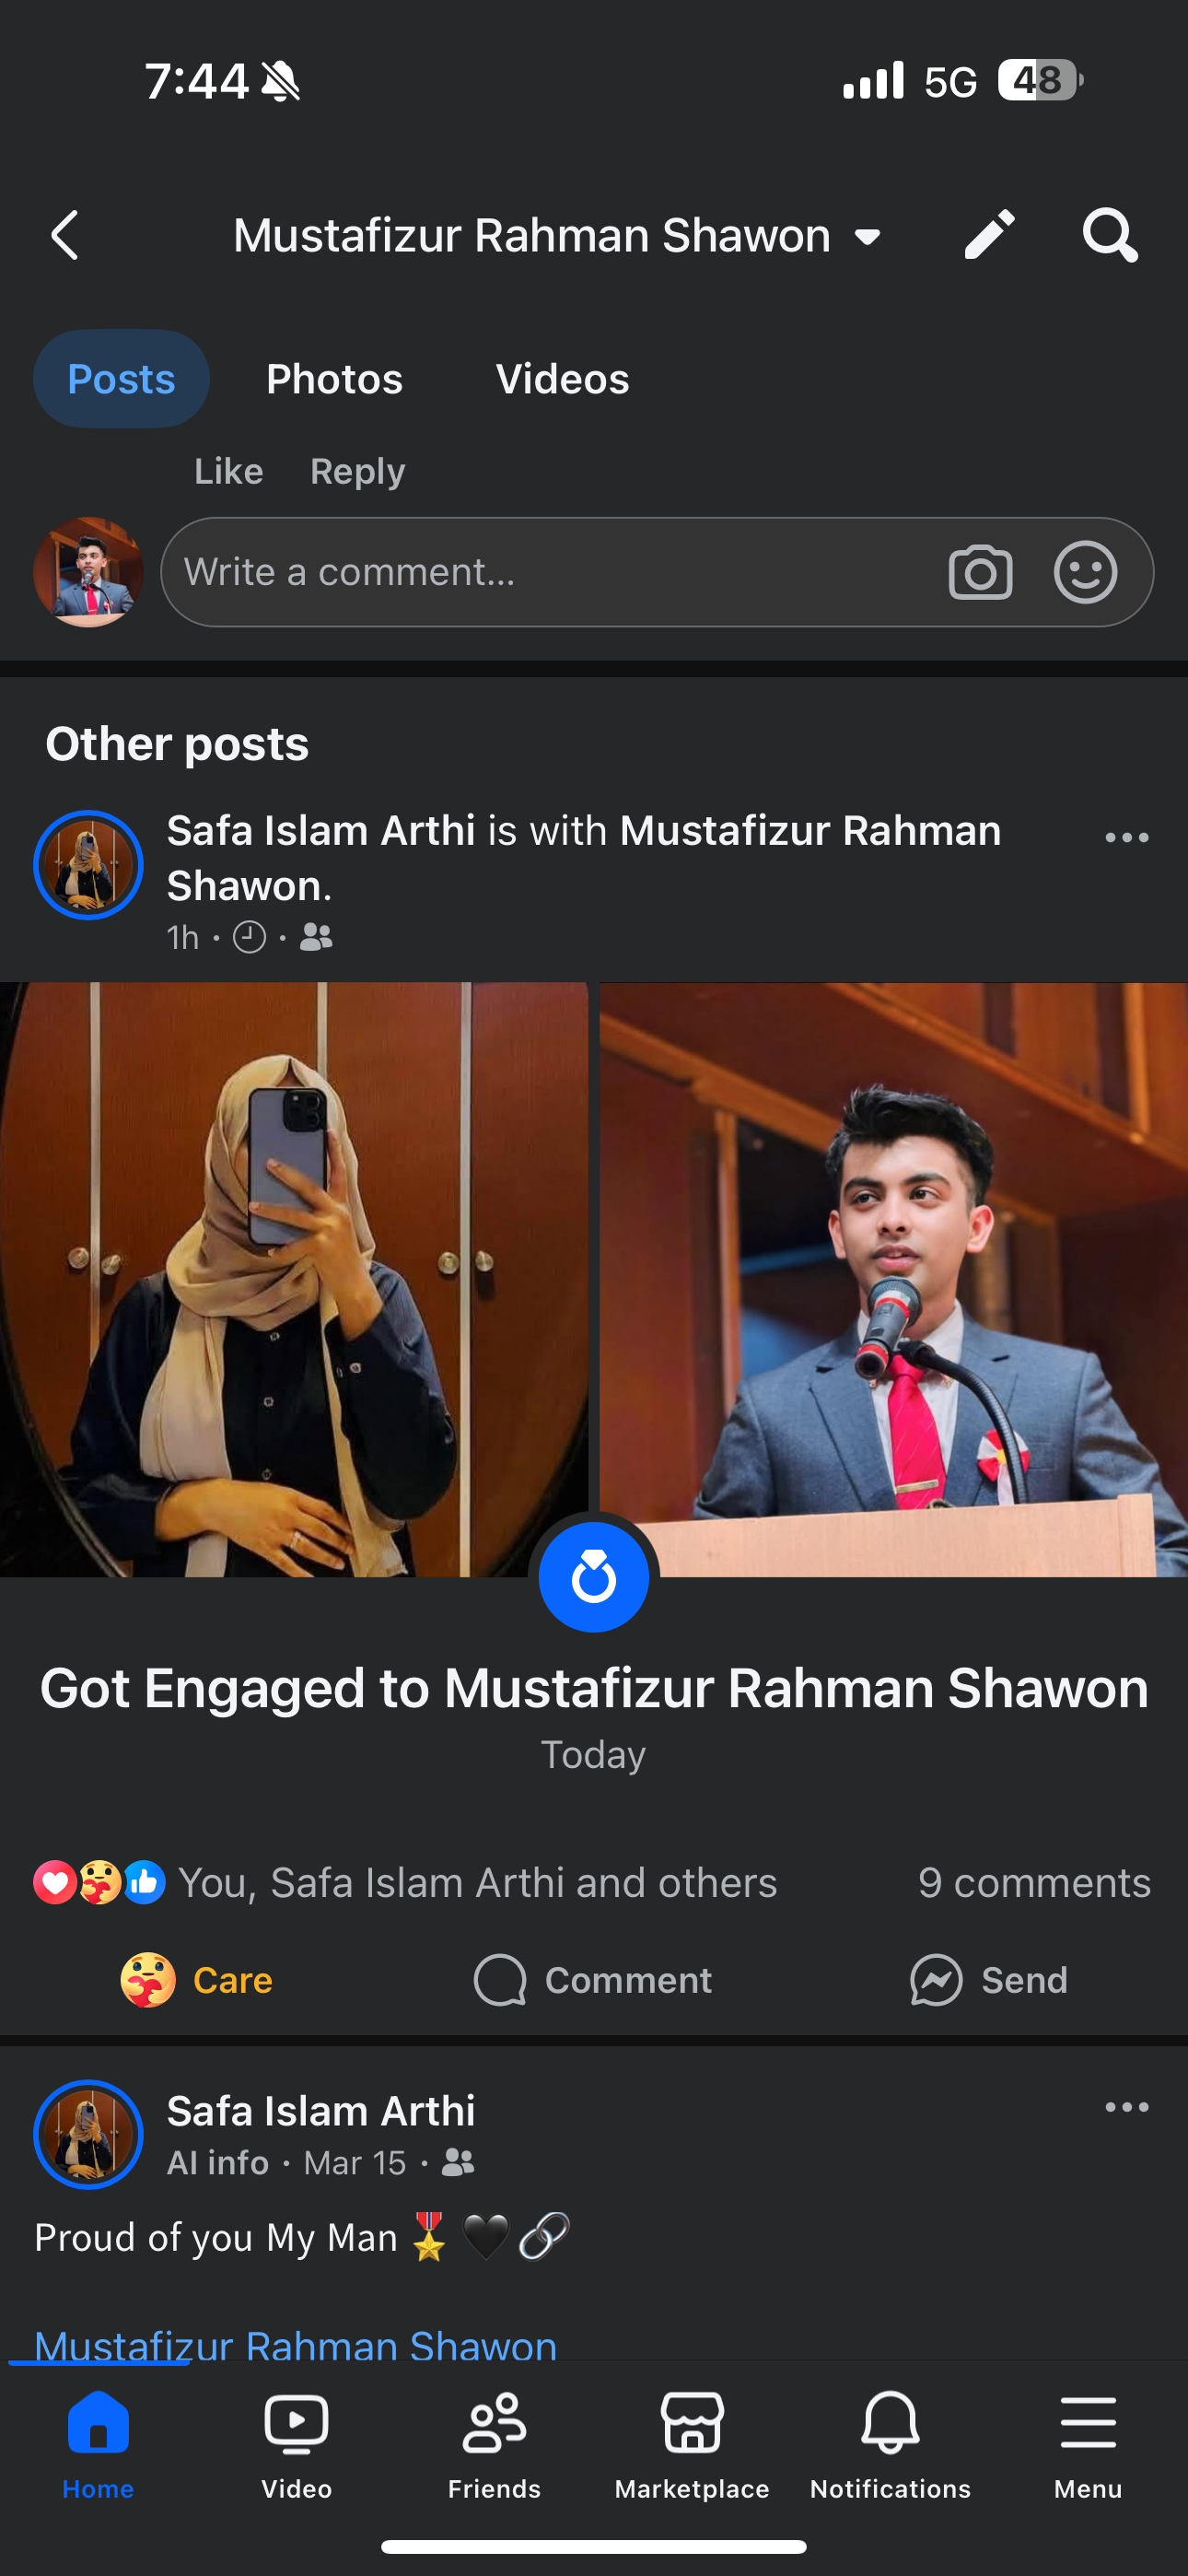 7:44
5G 48
Mustafizur Rahman Shawon
Posts Photos Videos
Like Reply
Write a comment...
Other posts
Safa Islam Arthi is with Mustafizur Rahman
Shawon.
1h
Got Engaged to Mustafizur Rahman Shawon
Today
You, Safa Islam Arthi and others 9 comments
Care Comment Send
Safa Islam Arthi
AI info · Mar 15 ·
Proud of you My Man🎖️🖤🔗
Mustafizur Rahman Shawon
Home Video Friends Marketplace Notifications Menu